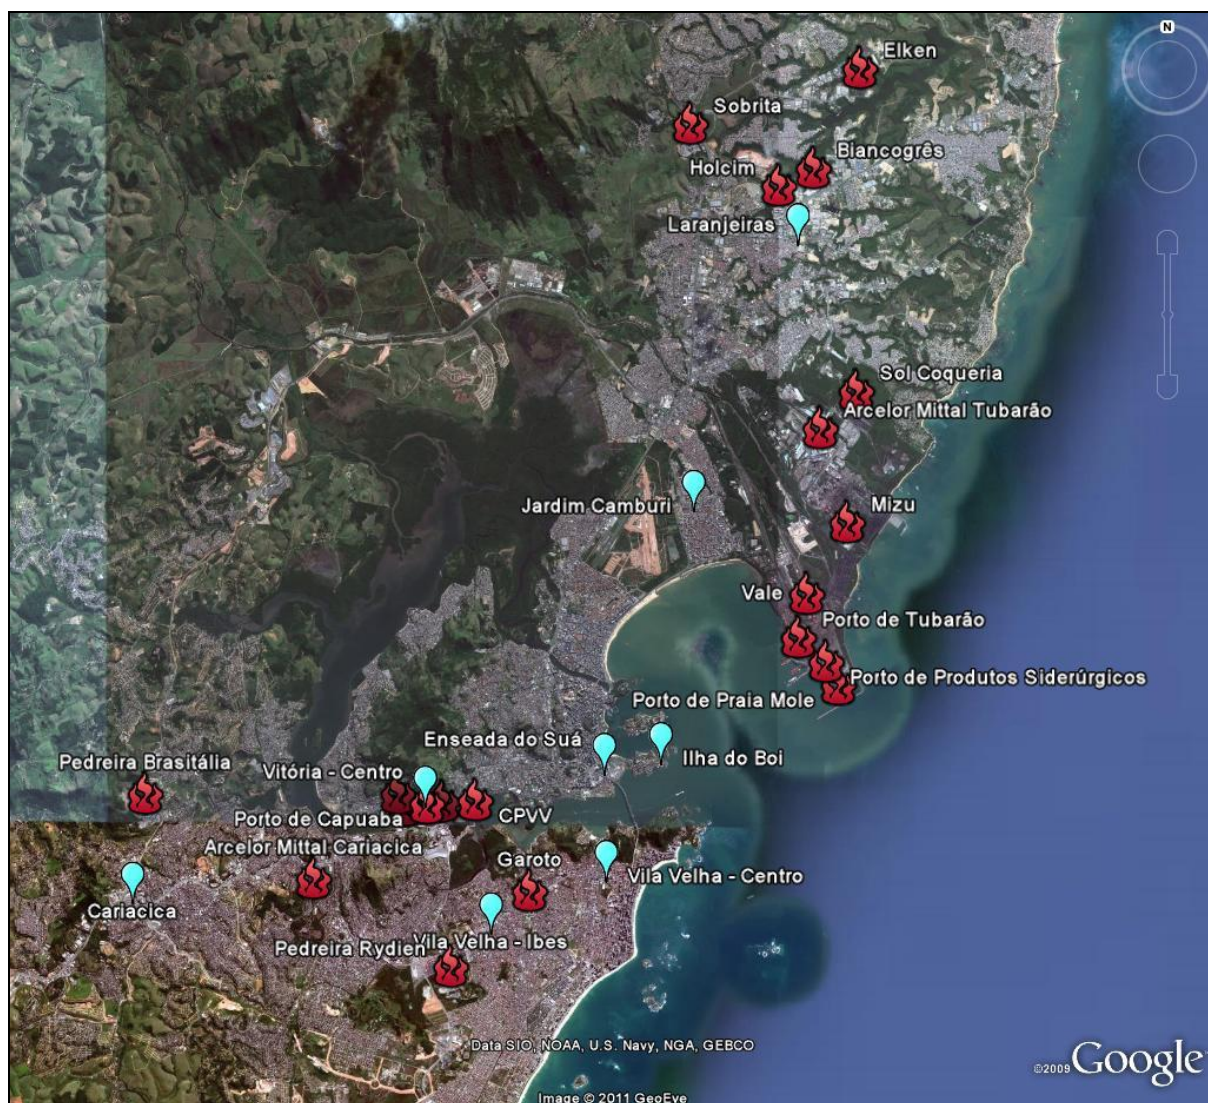 N
Elken
Sobrita
Biancogrês
Holcim
Laranjeiras
Sol Coqueria
Arcelor Mittal Tubarão
Jardim Camburi
Mizu
Vale
Porto de Tubarão
Porto de Produtos Siderúrgicos
Porto de Praia Mole
Enseada do Suá
Ilha do Boi
Pedreira Brasitália
Vitória - Centro
Porto de Capuaba
CPVV
Arcelor Mittal Cariacica
Garoto
Vila Velha - Centro
Cariacica
Vila Velha - Ibes
Pedreira Rydien
Data SIO, NOAA, U.S. Navy, NGA, GEBCO
©2009 Google
Image © 2011 GeoEye